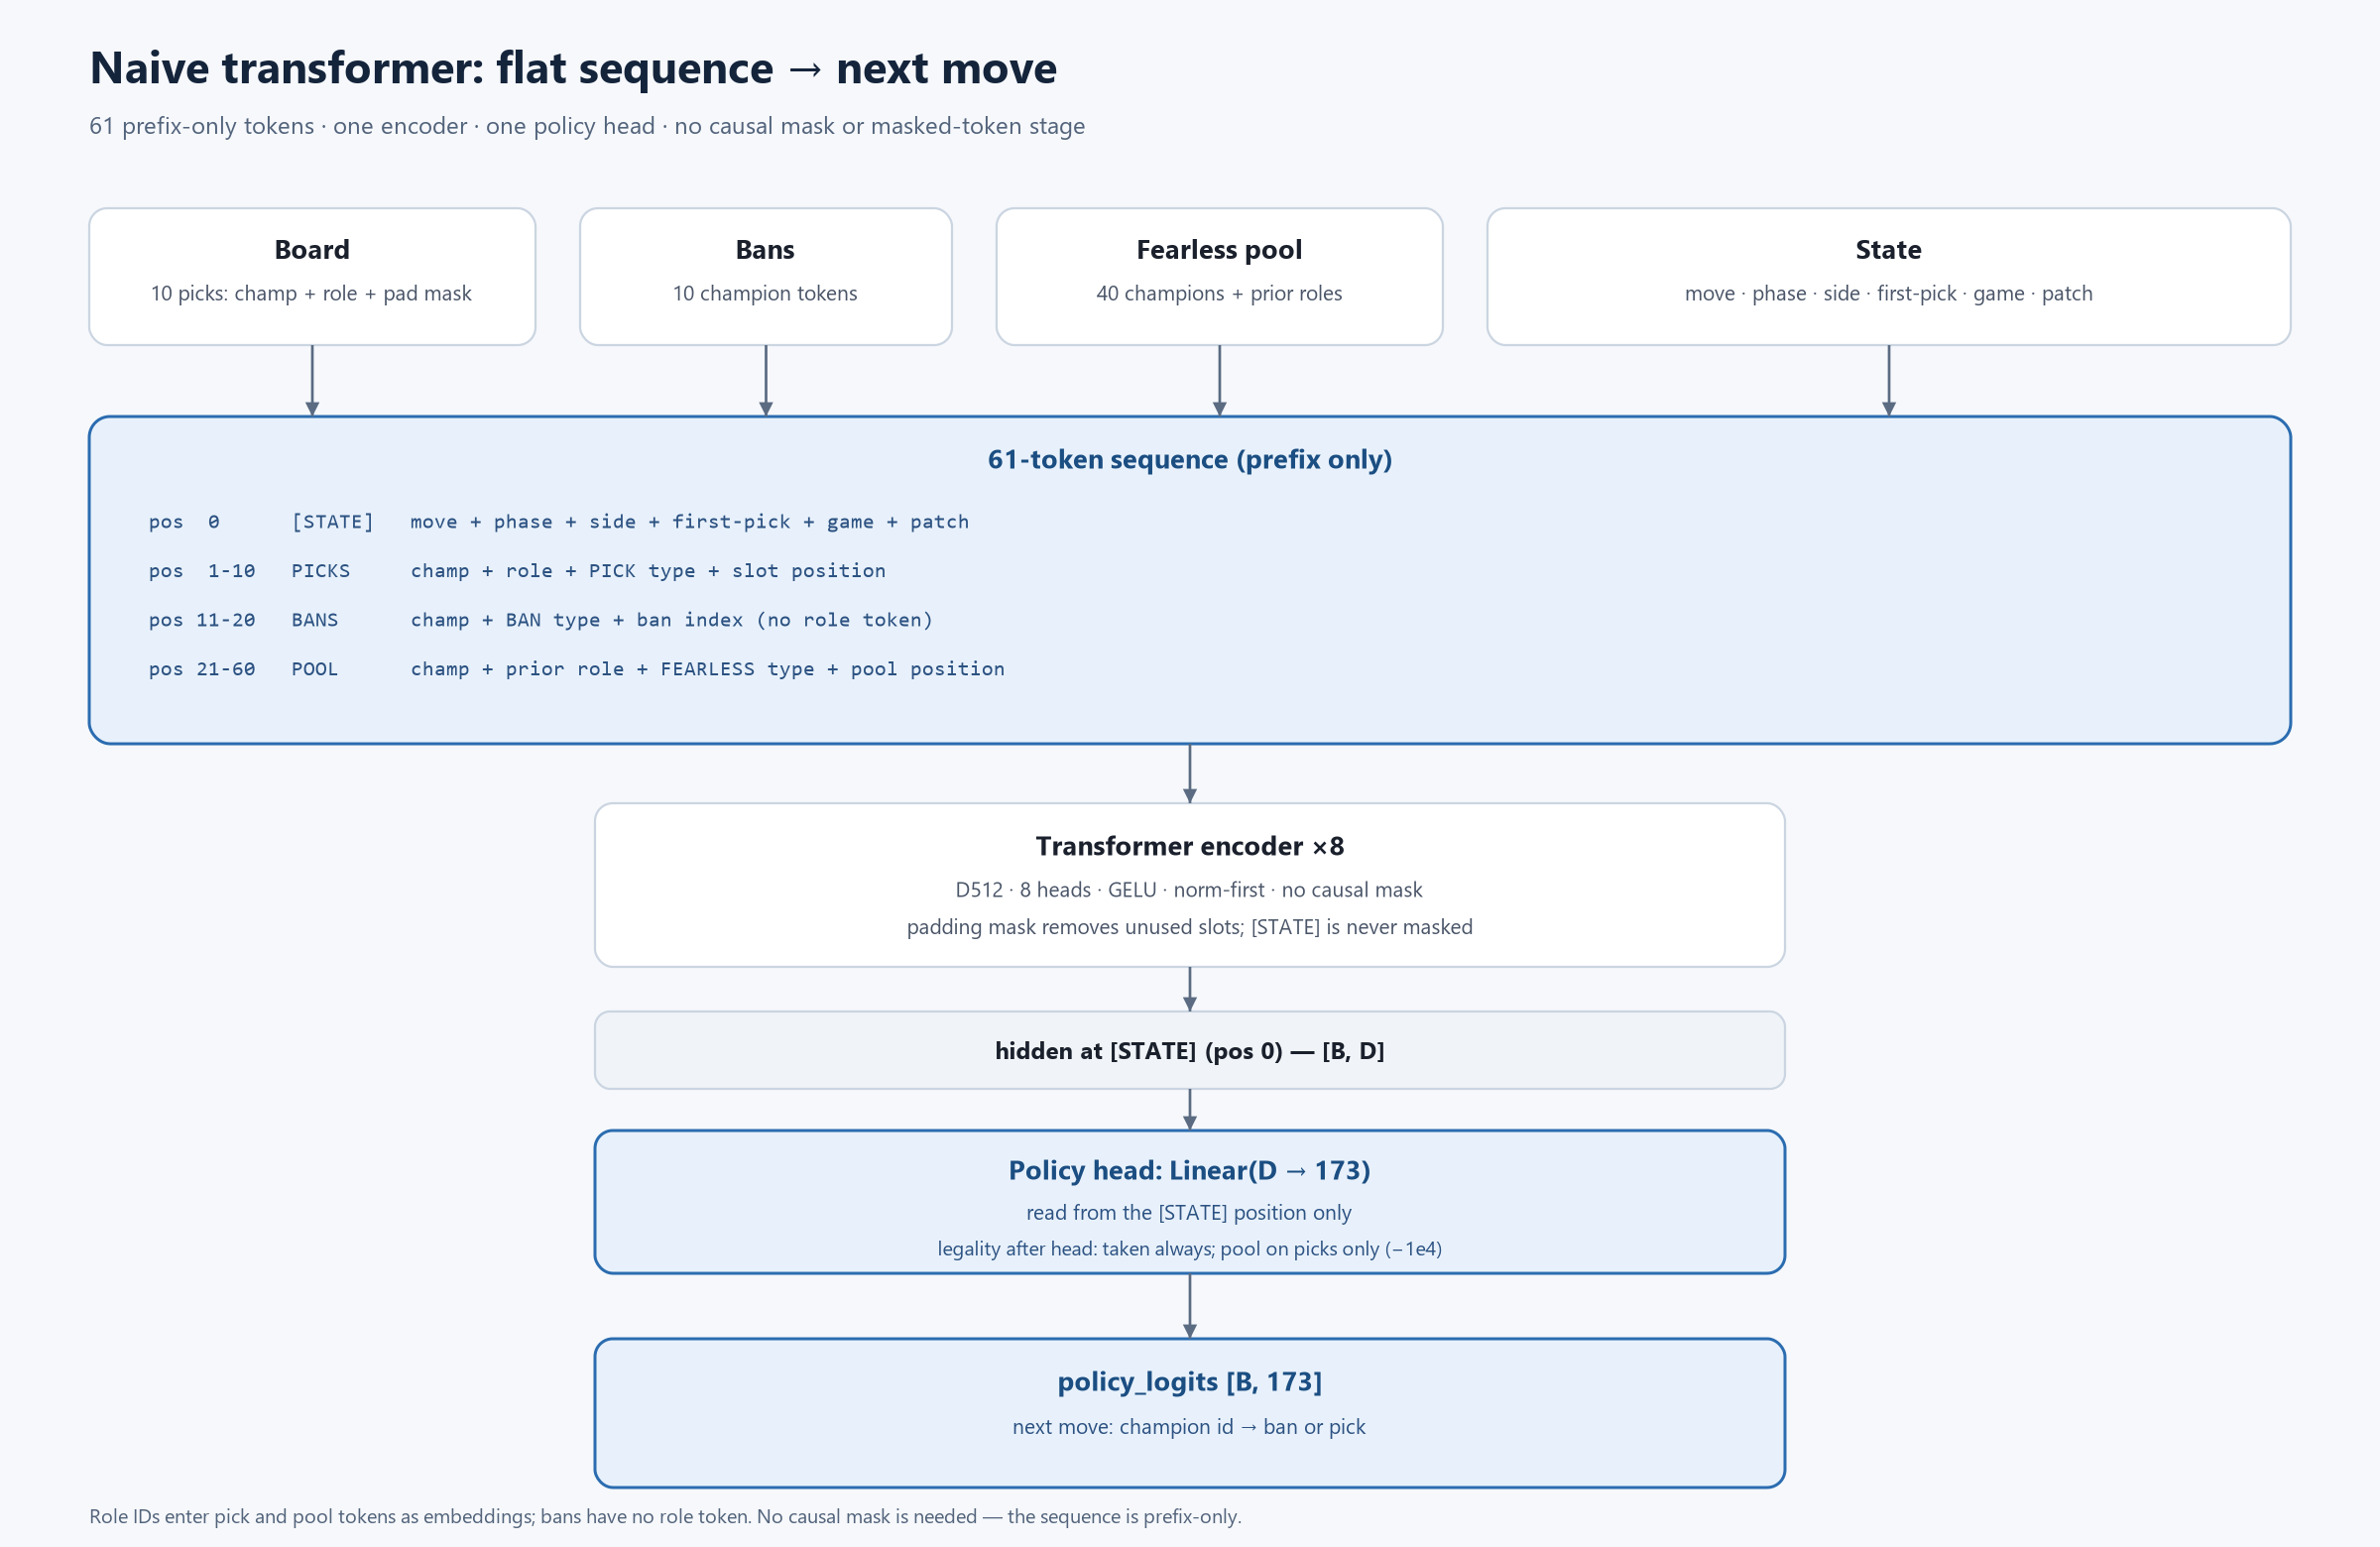 Naive transformer: flat sequence → next move
61 prefix-only tokens · one encoder · one policy head · no causal mask or masked-token stage
Board
10 picks: champ + role + pad mask
Bans
10 champion tokens
Fearless pool
40 champions + prior roles
State
move · phase · side · first-pick · game · patch
61-token sequence (prefix only)
pos 0 [STATE] move + phase + side + first-pick + game + patch
pos 1-10 PICKS champ + role + PICK type + slot position
pos 11-20 BANS champ + BAN type + ban index (no role token)
pos 21-60 POOL champ + prior role + FEARLESS type + pool position
Transformer encoder ×8
D512 · 8 heads · GELU · norm-first · no causal mask
padding mask removes unused slots; [STATE] is never masked
hidden at [STATE] (pos 0) — [B, D]
Policy head: Linear(D → 173)
read from the [STATE] position only
legality after head: taken always; pool on picks only (−1e4)
policy_logits [B, 173]
next move: champion id → ban or pick
Role IDs enter pick and pool tokens as embeddings; bans have no role token. No causal mask is needed — the sequence is prefix-only.